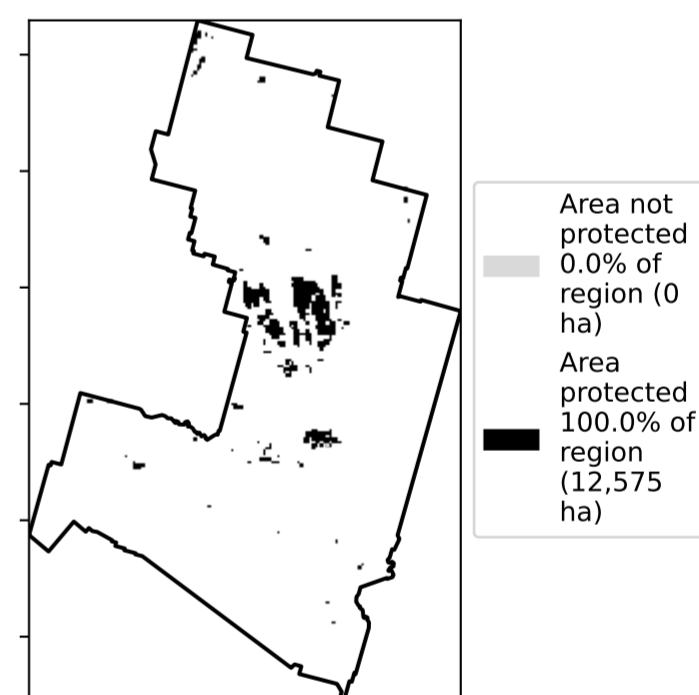 Area not
protected
0.0% of
region (0
ha)
Area
protected
100.0% of
region
(12,575
ha)